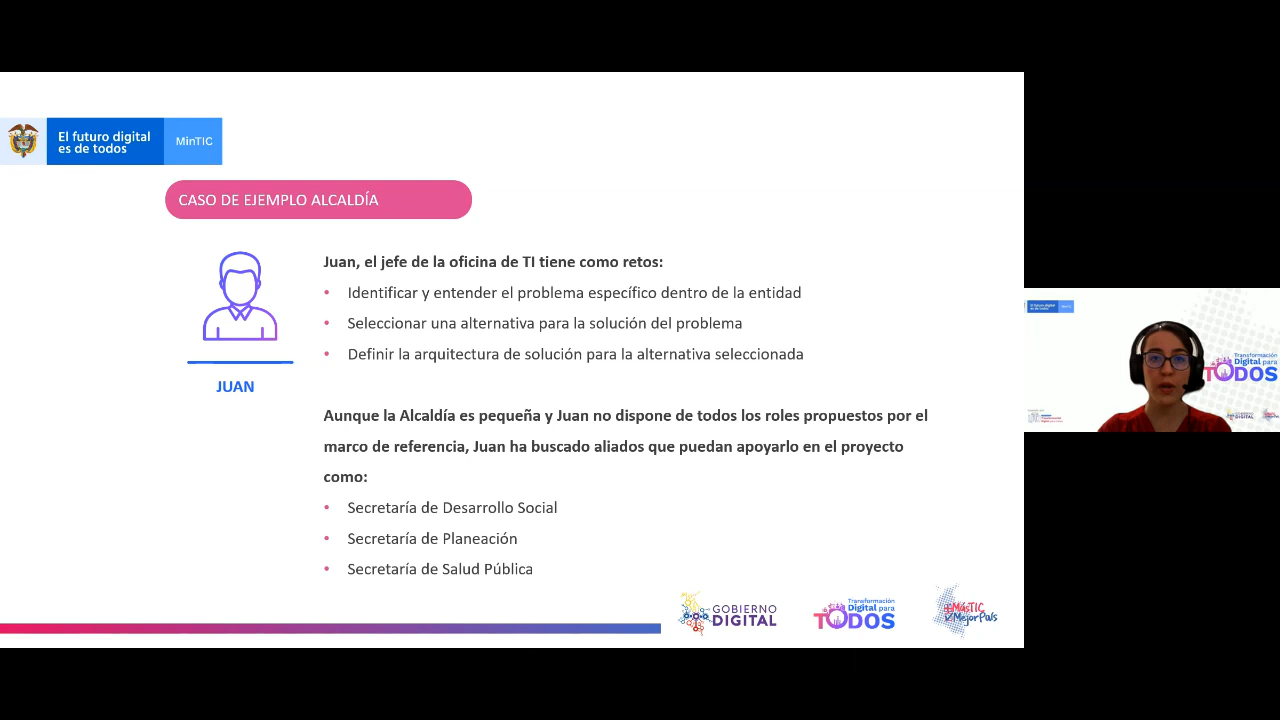 El futuro digital
es de todos
MinTIC
CASO DE EJEMPLO ALCALDÍA
JUAN
Juan, el jefe de la oficina de TI tiene como retos:
• Identificar y entender el problema específico dentro de la entidad
• Seleccionar una alternativa para la solución del problema
• Definir la arquitectura de solución para la alternativa seleccionada
Aunque la Alcaldía es pequeña y Juan no dispone de todos los roles propuestos por el
marco de referencia, Juan ha buscado aliados que puedan apoyarlo en el proyecto
como:
• Secretaría de Desarrollo Social
• Secretaría de Planeación
• Secretaría de Salud Pública
GOBIERNO
DIGITAL
Transformación
Digital para
TODOS
+MásTIC
MejorPaís
Transformación
Digital para
TODOS
DIGITAL